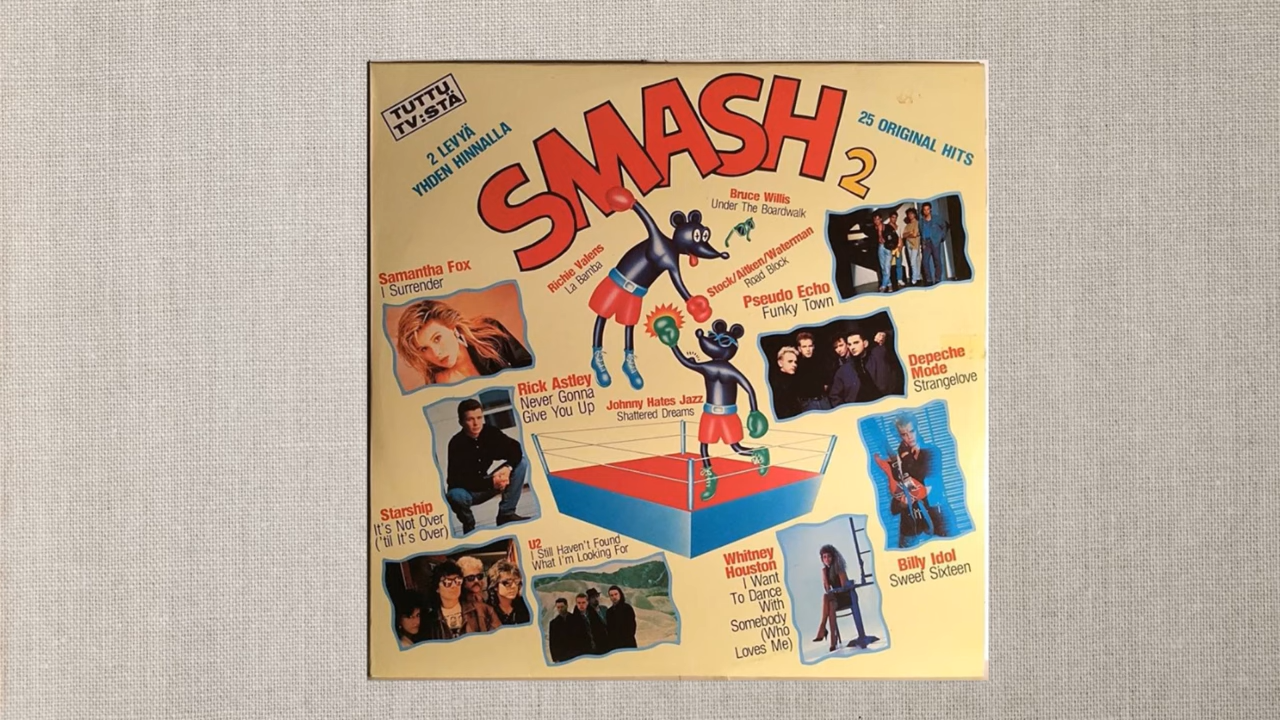 TUTTU
TV:STÄ
2 LEVYÄ
YHDEN HINNALLA
SMASH 2
25 ORIGINAL HITS
Bruce Willis
Under The Boardwalk
Richie Valens
La Bamba
Stock/Aitken/Waterman
Road Block
Samantha Fox
I Surrender
Pseudo Echo
Funky Town
Depeche
Mode
Strangelove
Rick Astley
Never Gonna
Give You Up
Johnny Hates Jazz
Shattered Dreams
Starship
It's Not Over
('til It's Over)
U2
I Still Haven't Found
What I'm Looking For
Whitney
Houston
I Want
To Dance
With
Somebody
(Who
Loves Me)
Billy Idol
Sweet Sixteen